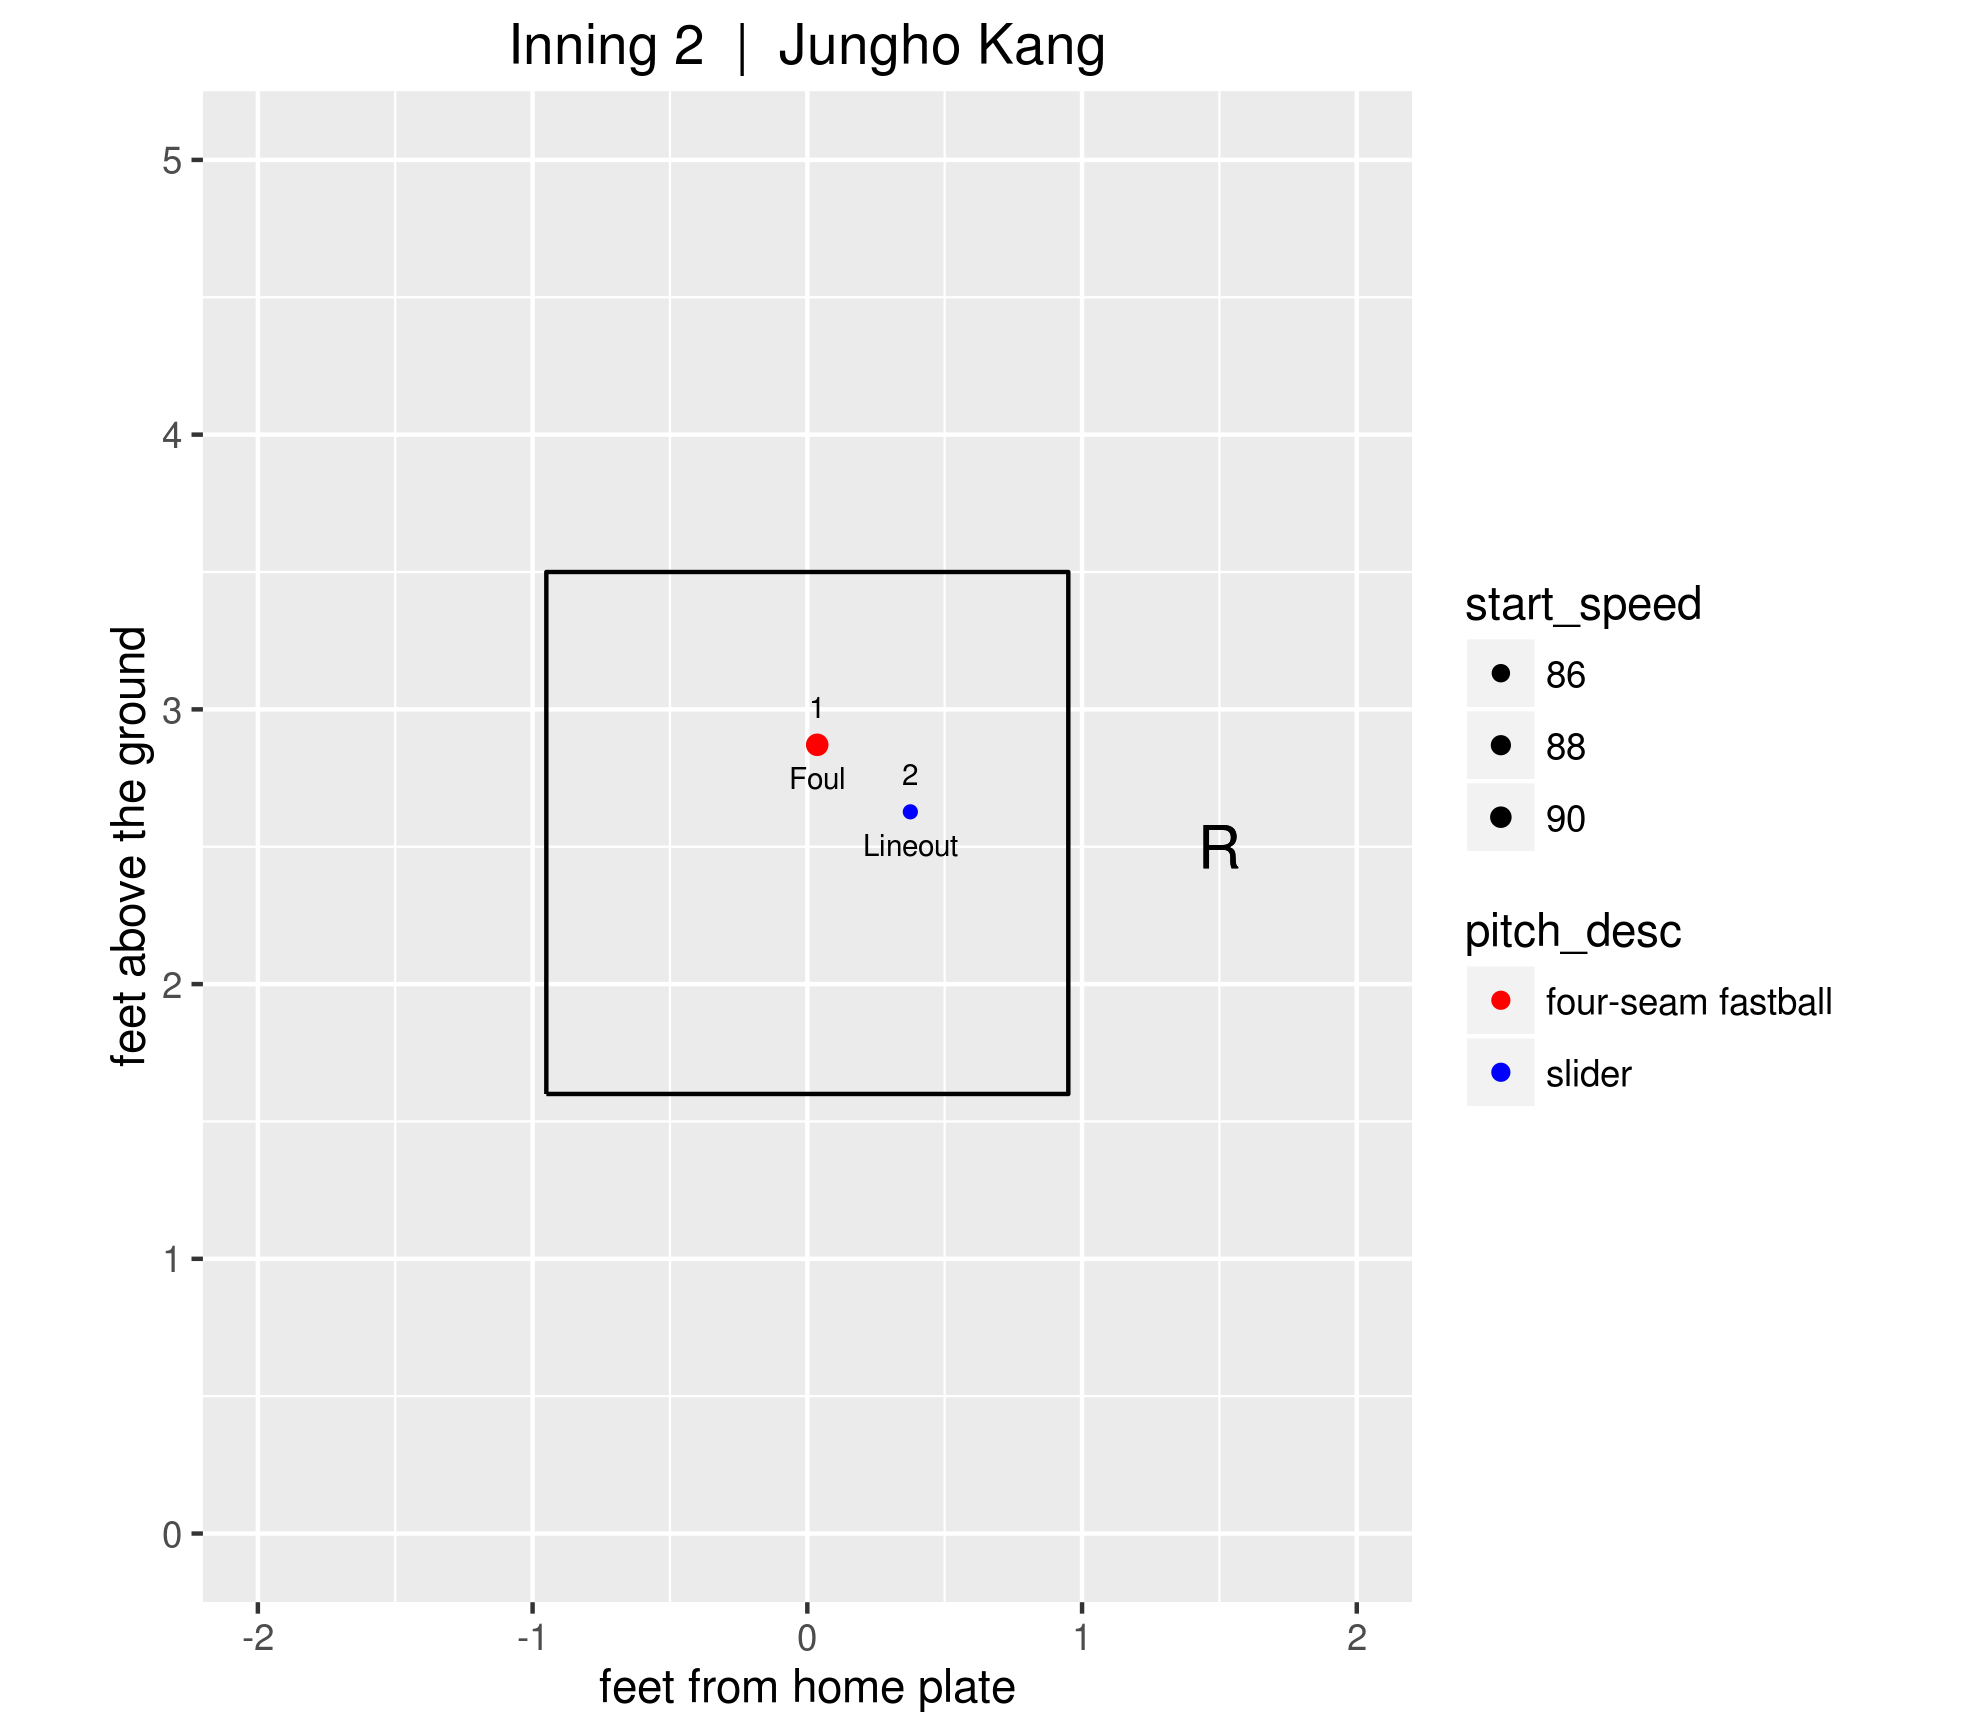 Inning 2 | Jungho Kang
feet above the ground
5
4
3
2
1
0
1
Foul
2
Lineout
R
-2 -1 0 1 2
feet from home plate
start_speed
86
88
90
pitch_desc
four-seam fastball
slider